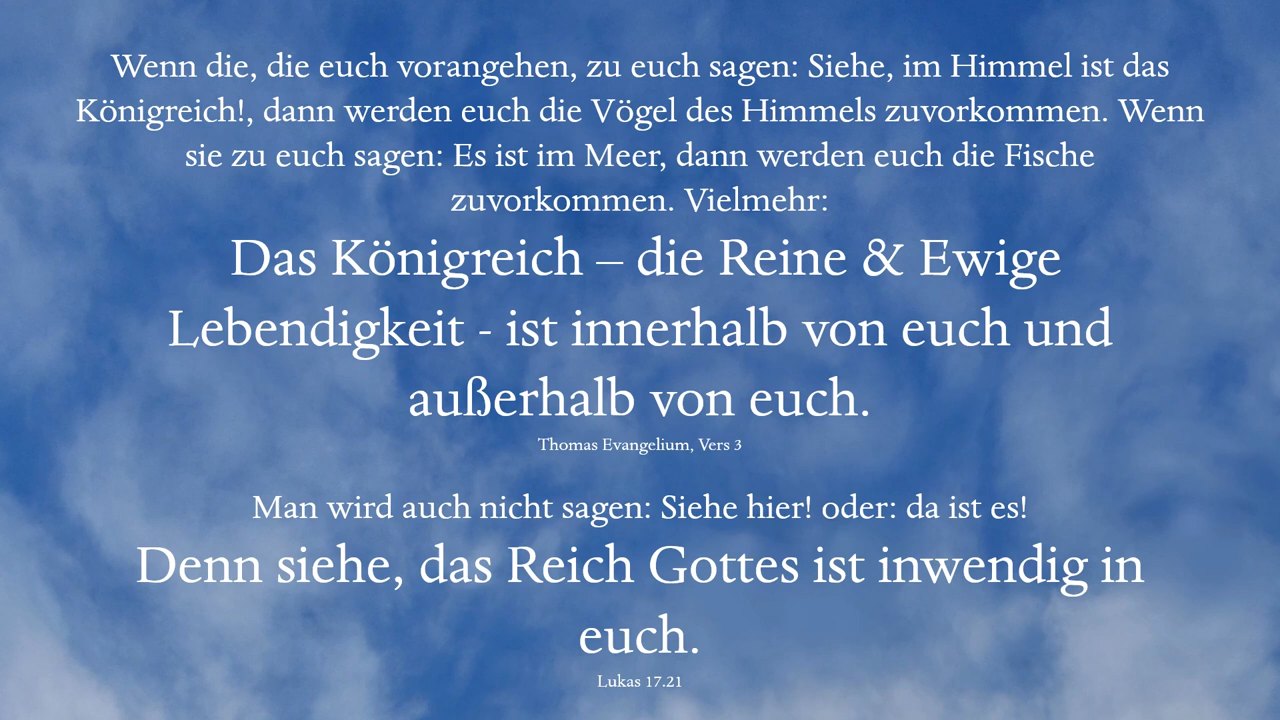 Wenn die, die euch vorangehen, zu euch sagen: Siehe, im Himmel ist das
Königreich!, dann werden euch die Vögel des Himmels zuvorkommen. Wenn
sie zu euch sagen: Es ist im Meer, dann werden euch die Fische
zuvorkommen. Vielmehr:
Das Königreich – die Reine & Ewige
Lebendigkeit - ist innerhalb von euch und
außerhalb von euch.
Thomas Evangelium, Vers 3
Man wird auch nicht sagen: Siehe hier! oder: da ist es!
Denn siehe, das Reich Gottes ist inwendig in
euch.
Lukas 17.21